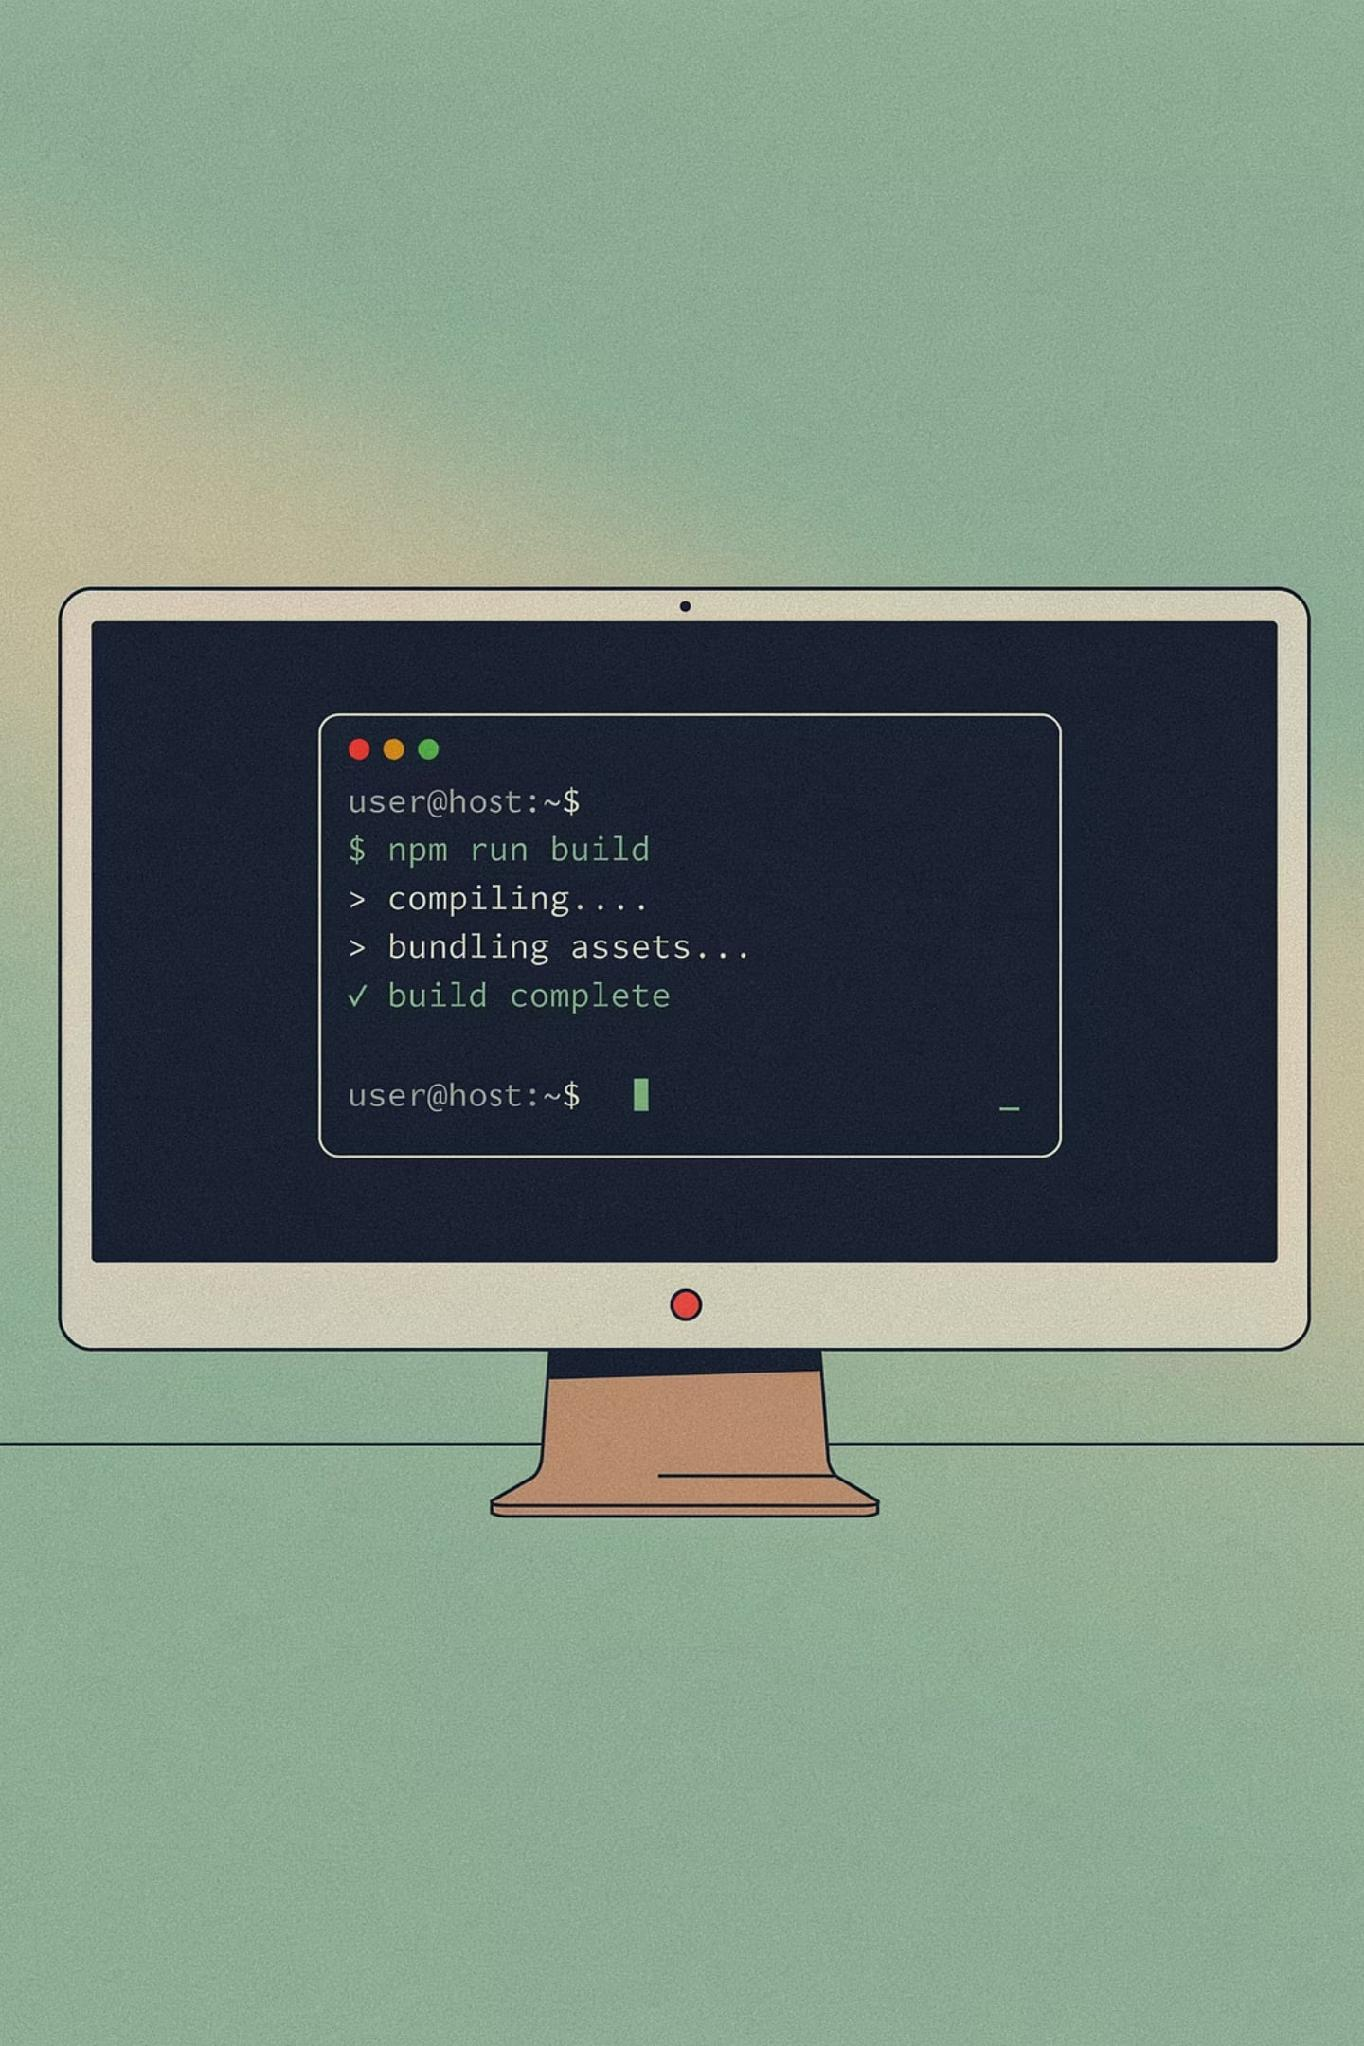 user@host:~$
$ npm run build
> compiling....
> bundling assets...
✓ build complete
user@host:~$ _